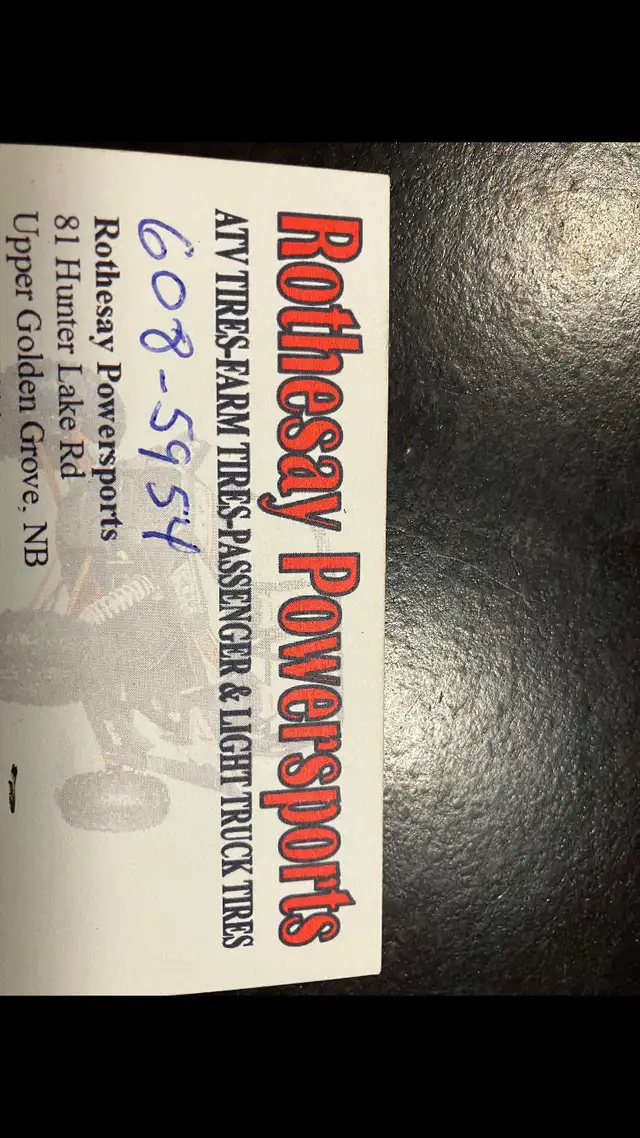 Rothesay Powersports
ATV TIRES-FARM TIRES-PASSENGER & LIGHT TRUCK TIRES
608-5954
Rothesay Powersports
81 Hunter Lake Rd
Upper Golden Grove, NB